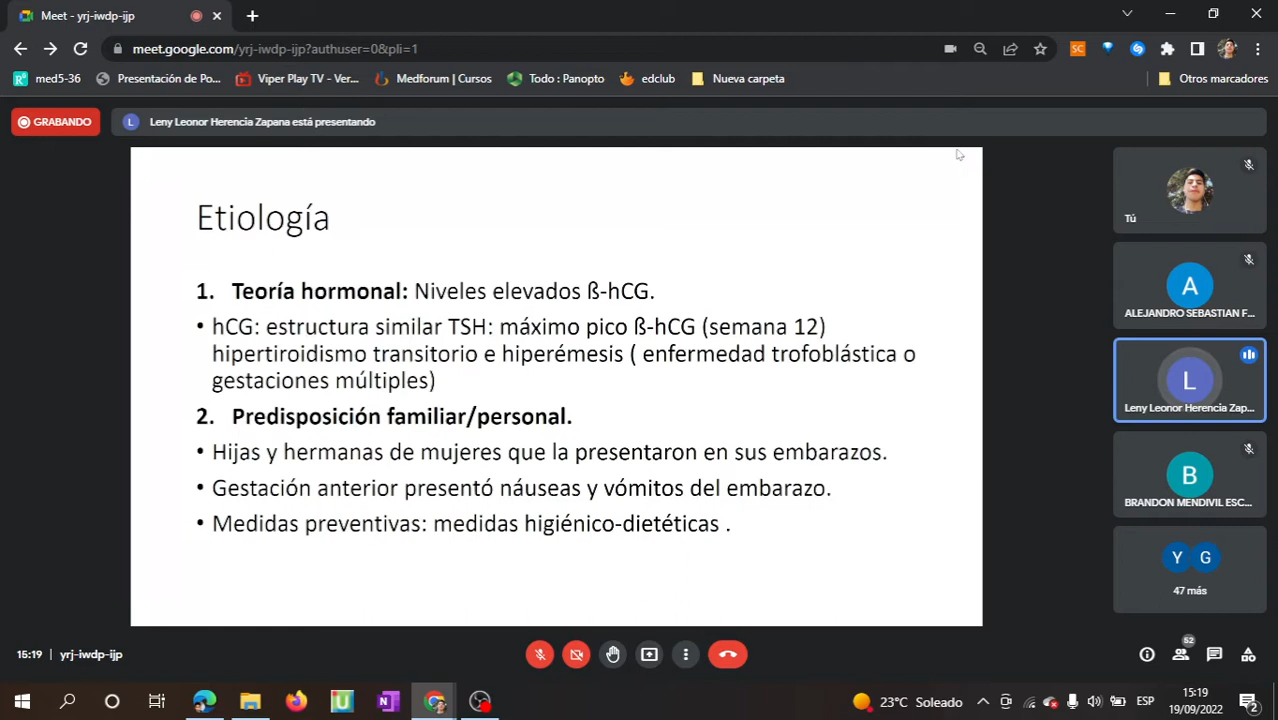 Meet - yrj-iwdp-ijp
meet.google.com/yrj-iwdp-ijp?authuser=0&pli=1
SC
med5-36
Presentación de Po...
Viper Play TV - Ver...
Medforum | Cursos
Todo : Panopto
edclub
Nueva carpeta
Otros marcadores
GRABANDO
L
Leny Leonor Herencia Zapana está presentando
Etiología
1. Teoría hormonal: Niveles elevados ß-hCG.
• hCG: estructura similar TSH: máximo pico ß-hCG (semana 12)
hipertiroidismo transitorio e hiperémesis ( enfermedad trofoblástica o
gestaciones múltiples)
2. Predisposición familiar/personal.
• Hijas y hermanas de mujeres que la presentaron en sus embarazos.
• Gestación anterior presentó náuseas y vómitos del embarazo.
• Medidas preventivas: medidas higiénico-dietéticas .
Tú
A
ALEJANDRO SEBASTIAN F...
L
Leny Leonor Herencia Zap...
B
BRANDON MENDIVIL ESC...
Y G
47 más
15:19 | yrj-iwdp-ijp
52
23°C Soleado
ESP
15:19
19/09/2022
2